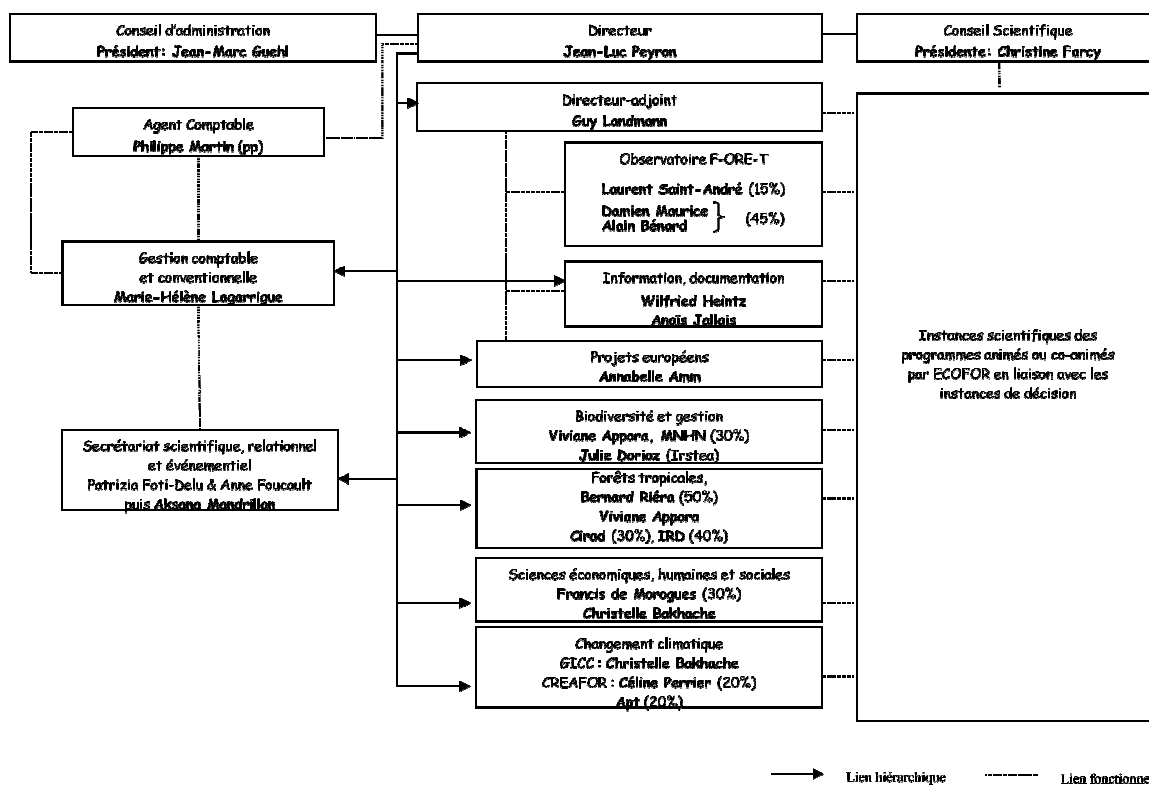 Conseil d'administration
Président: Jean-Marc Guehl
Directeur
Jean-Luc Peyron
Conseil Scientifique
Présidente: Christine Farcy
Directeur-adjoint
Guy Landmann
Agent Comptable
Philippe Martin (pp)
Observatoire F-ORE-T
Laurent Saint-André (15%)
Damien Maurice
Alain Bénard
(45%)
Gestion comptable
et conventionnelle
Marie-Hélène Lagarrigue
Information, documentation
Wilfried Heintz
Anaïs Jallais
Projets européens
Annabelle Amm
Instances scientifiques des
programmes animés ou co-animés
par ECOFOR en liaison avec les
instances de décision
Biodiversité et gestion
Viviane Appora, MNHN (30%)
Julie Dorioz (Irstea)
Secrétariat scientifique, relationnel
et événementiel
Patrizia Foti-Delu & Anne Foucault
puis Aksana Mandrillon
Forêts tropicales,
Bernard Riéra (50%)
Viviane Appora
Cirad (30%), IRD (40%)
Sciences économiques, humaines et sociales
Francis de Morogues (30%)
Christelle Bakhache
Changement climatique
GICC : Christelle Bakhache
CREAFOR : Céline Perrier (20%)
Apt (20%)
Lien hiérarchique
Lien fonctionne